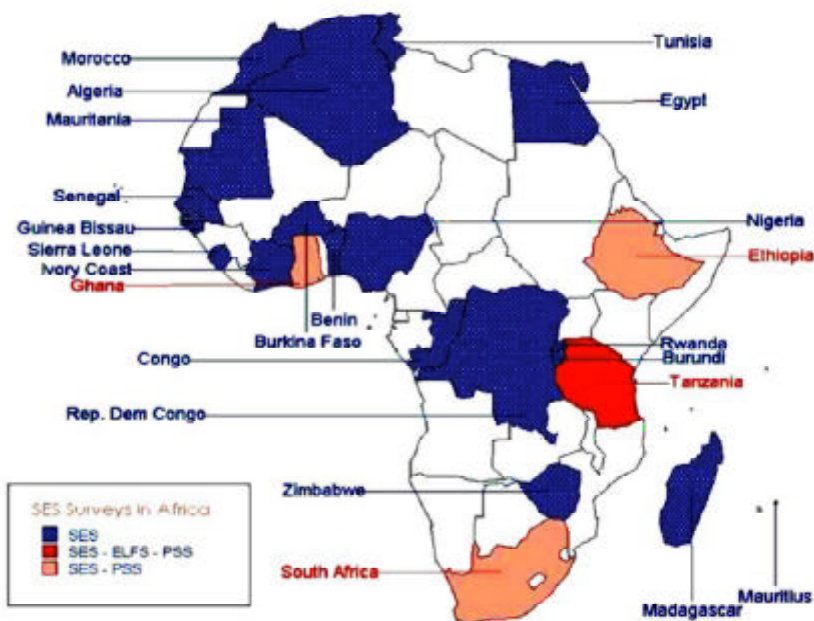 Tunisia
Morocco
Algeria
Egypt
Mauritania
Senegal
Nigeria
Guinea Bissau
Sierra Leone
Ethiopia
Ivory Coast
Ghana
Benin
Burkina Faso
Rwanda
Congo
Burundi
Tanzania
Rep. Dem Congo
Zimbabwe
SES Surveys in Africa
SES
SES - ELFS - PSS
SES - PSS
South Africa
Mauritius
Madagascar